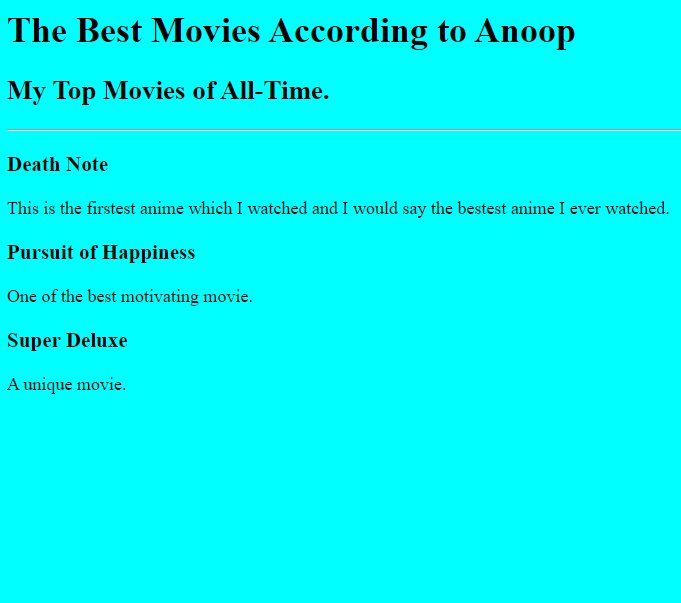 The Best Movies According to Anoop
My Top Movies of All-Time.
Death Note
This is the firstest anime which I watched and I would say the bestest anime I ever watched.
Pursuit of Happiness
One of the best motivating movie.
Super Deluxe
A unique movie.